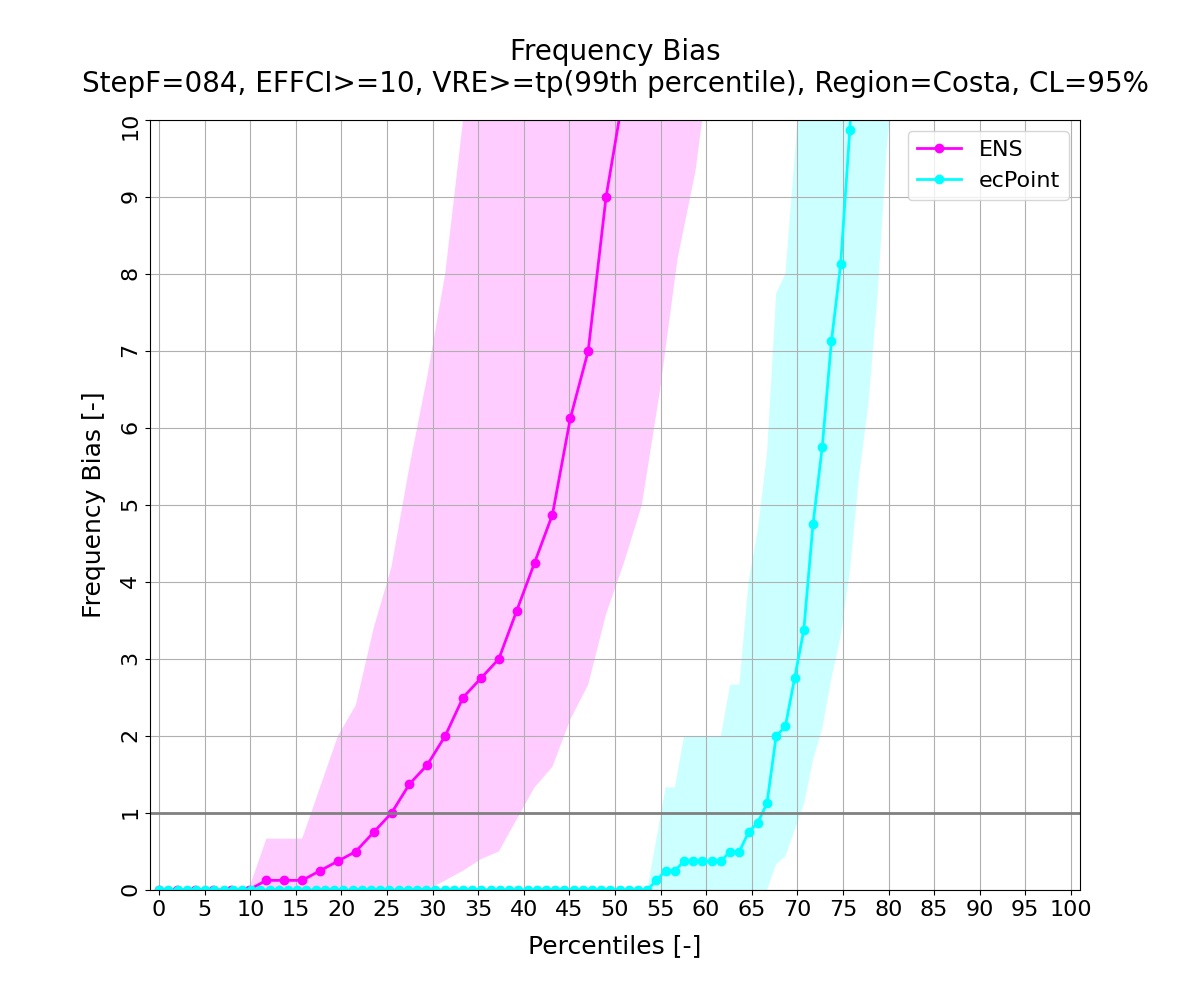 Frequency Bias
StepF=084, EFFCI>=10, VRE>=tp(99th percentile), Region=Costa, CL=95%
ENS
ecPoint
Frequency Bias [-]
10
9
8
7
6
5
4
3
2
1
0
0 5 10 15 20 25 30 35 40 45 50 55 60 65 70 75 80 85 90 95 100
Percentiles [-]